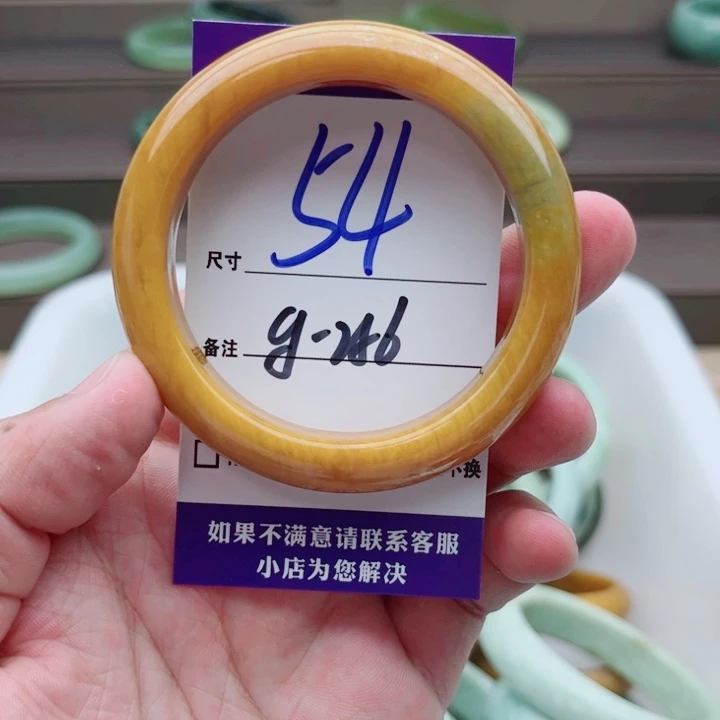 尺寸 54
备注 g-246
不换
如果不满意请联系客服
小店为您解决